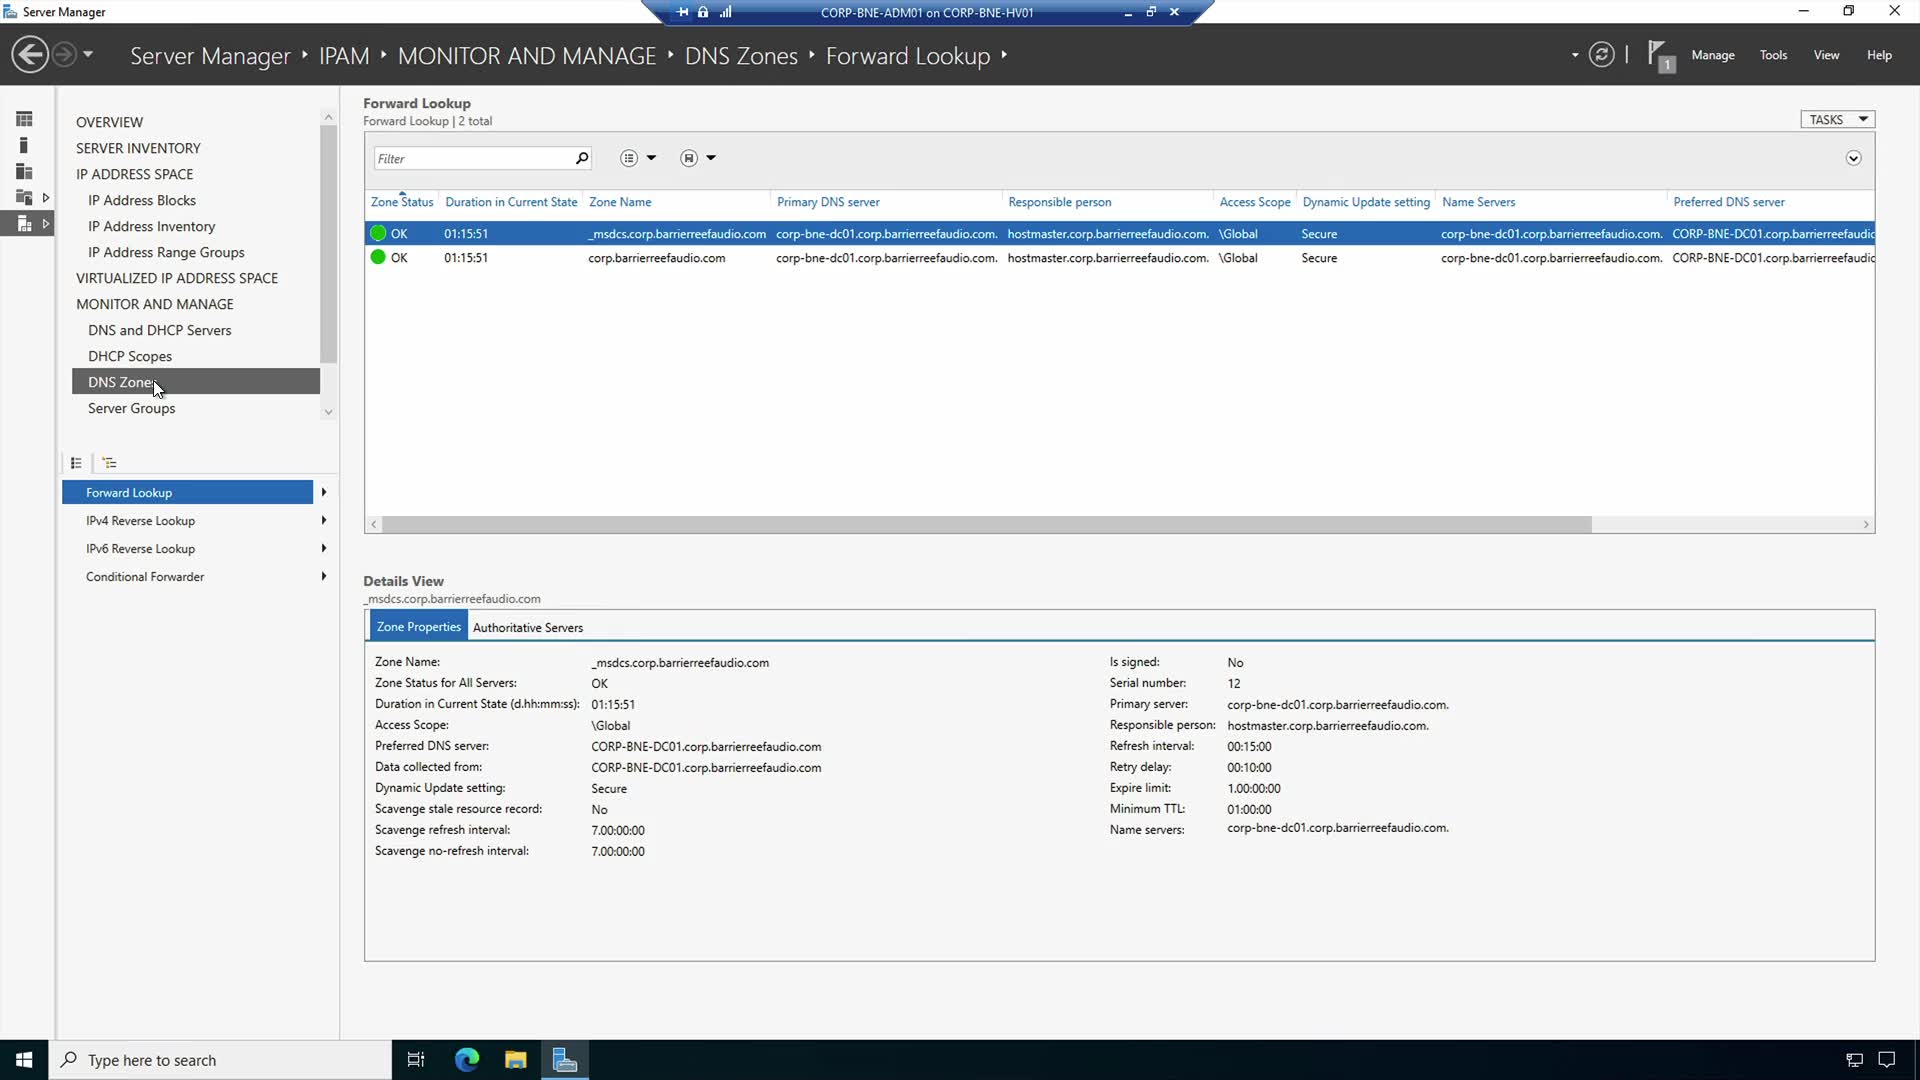 Server Manager
CORP-BNE-ADM01 on CORP-BNE-HV01
Server Manager IPAM MONITOR AND MANAGE DNS Zones Forward Lookup
1
Manage Tools View Help
OVERVIEW
SERVER INVENTORY
IP ADDRESS SPACE
IP Address Blocks
IP Address Inventory
IP Address Range Groups
VIRTUALIZED IP ADDRESS SPACE
MONITOR AND MANAGE
DNS and DHCP Servers
DHCP Scopes
DNS Zones
Server Groups
Forward Lookup
IPv4 Reverse Lookup
IPv6 Reverse Lookup
Conditional Forwarder
Forward Lookup
Forward Lookup | 2 total
TASKS
Filter
Zone Status Duration in Current State Zone Name Primary DNS server Responsible person Access Scope Dynamic Update setting Name Servers Preferred DNS server
OK 01:15:51 _msdcs.corp.barrierreefaudio.com corp-bne-dc01.corp.barrierreefaudio.com. hostmaster.corp.barrierreefaudio.com. \Global Secure corp-bne-dc01.corp.barrierreefaudio.com. CORP-BNE-DC01.corp.barrierreefaudic
OK 01:15:51 corp.barrierreefaudio.com corp-bne-dc01.corp.barrierreefaudio.com. hostmaster.corp.barrierreefaudio.com. \Global Secure corp-bne-dc01.corp.barrierreefaudio.com. CORP-BNE-DC01.corp.barrierreefaudic
Details View
_msdcs.corp.barrierreefaudio.com
Zone Properties Authoritative Servers
Zone Name: _msdcs.corp.barrierreefaudio.com
Zone Status for All Servers: OK
Duration in Current State (d.hh:mm:ss): 01:15:51
Access Scope: \Global
Preferred DNS server: CORP-BNE-DC01.corp.barrierreefaudio.com
Data collected from: CORP-BNE-DC01.corp.barrierreefaudio.com
Dynamic Update setting: Secure
Scavenge stale resource record: No
Scavenge refresh interval: 7.00:00:00
Scavenge no-refresh interval: 7.00:00:00
Is signed: No
Serial number: 12
Primary server: corp-bne-dc01.corp.barrierreefaudio.com.
Responsible person: hostmaster.corp.barrierreefaudio.com.
Refresh interval: 00:15:00
Retry delay: 00:10:00
Expire limit: 1.00:00:00
Minimum TTL: 01:00:00
Name servers: corp-bne-dc01.corp.barrierreefaudio.com.
Type here to search